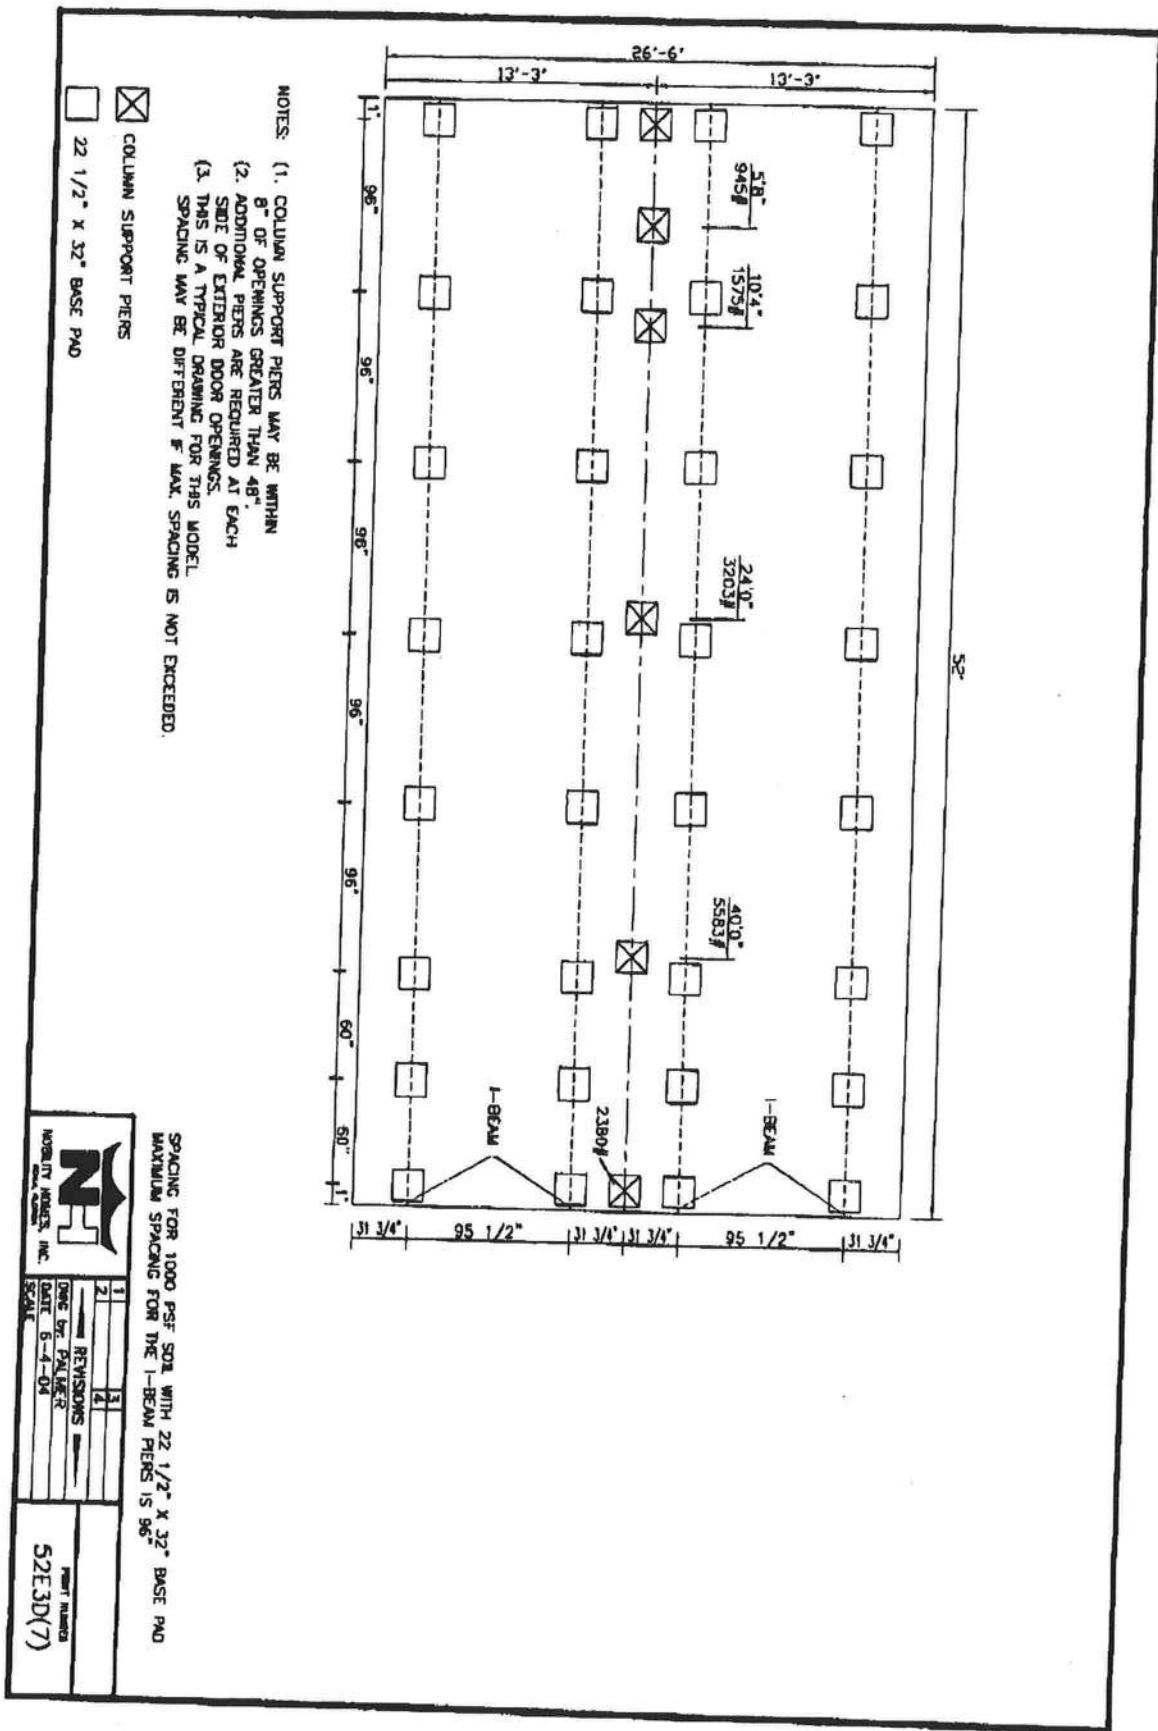 26'-6"
13'-3"
13'-3"
52'
5'8"
945#
10'4"
1575#
24'0"
3203#
40'0"
5583#
2380#
I-BEAM
I-BEAM
1"
96"
96"
96"
96"
96"
60"
60"
1"
31 3/4"
95 1/2"
31 3/4"
31 3/4"
95 1/2"
31 3/4"
NOTES: (1. COLUMN SUPPORT PIERS MAY BE WITHIN
8" OF OPENINGS GREATER THAN 48".
(2. ADDITIONAL PIERS ARE REQUIRED AT EACH
SIDE OF EXTERIOR DOOR OPENINGS.
(3. THIS IS A TYPICAL DRAWING FOR THIS MODEL.
SPACING MAY BE DIFFERENT IF MAX. SPACING IS NOT EXCEEDED.
COLUMN SUPPORT PIERS
22 1/2" X 32" BASE PAD
SPACING FOR 1000 PSF SOIL WITH 22 1/2" X 32" BASE PAD
MAXIMUM SPACING FOR THE I-BEAM PIERS IS 96"
NH
NOBILITY HOMES, INC.
1 3
2 4
REVISIONS
DWG by: PALMER
DATE 6-4-04
SCALE
PRINT NUMBER
52E3D(7)